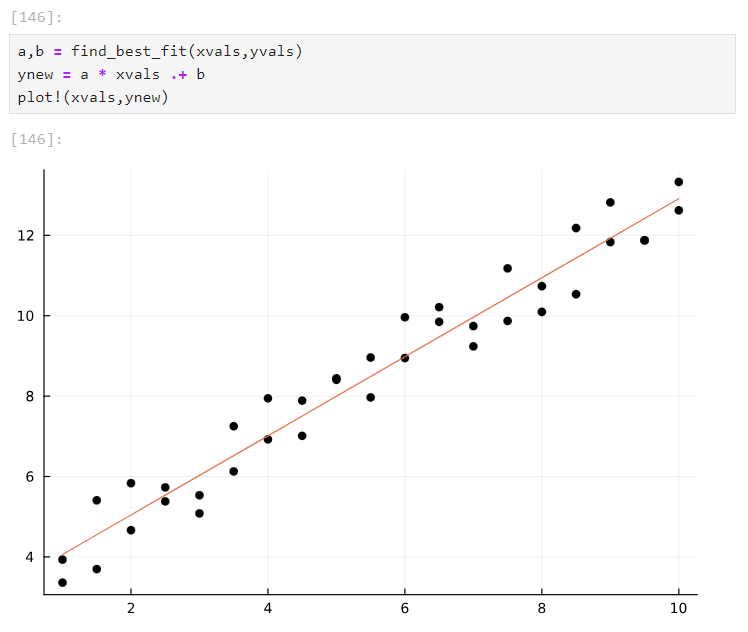 [146]:
a,b = find_best_fit(xvals,yvals)
ynew = a * xvals .+ b
plot!(xvals,ynew)
[146]:
12
10
8
6
4
2 4 6 8 10